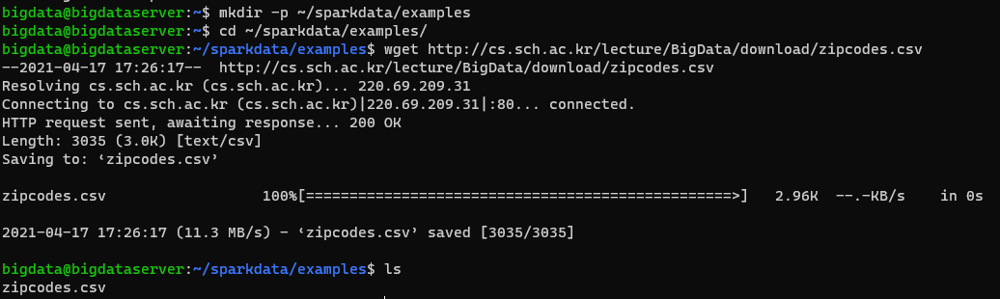 bigdata@bigdataserver:~$ mkdir -p ~/sparkdata/examples
bigdata@bigdataserver:~$ cd ~/sparkdata/examples/
bigdata@bigdataserver:~/sparkdata/examples$ wget http://cs.sch.ac.kr/lecture/BigData/download/zipcodes.csv
--2021-04-17 17:26:17--  http://cs.sch.ac.kr/lecture/BigData/download/zipcodes.csv
Resolving cs.sch.ac.kr (cs.sch.ac.kr)... 220.69.209.31
Connecting to cs.sch.ac.kr (cs.sch.ac.kr)|220.69.209.31|:80... connected.
HTTP request sent, awaiting response... 200 OK
Length: 3035 (3.0K) [text/csv]
Saving to: ‘zipcodes.csv’
zipcodes.csv                  100%[=================================================>]   2.96K  --.-KB/s    in 0s
2021-04-17 17:26:17 (11.3 MB/s) - ‘zipcodes.csv’ saved [3035/3035]
bigdata@bigdataserver:~/sparkdata/examples$ ls
zipcodes.csv